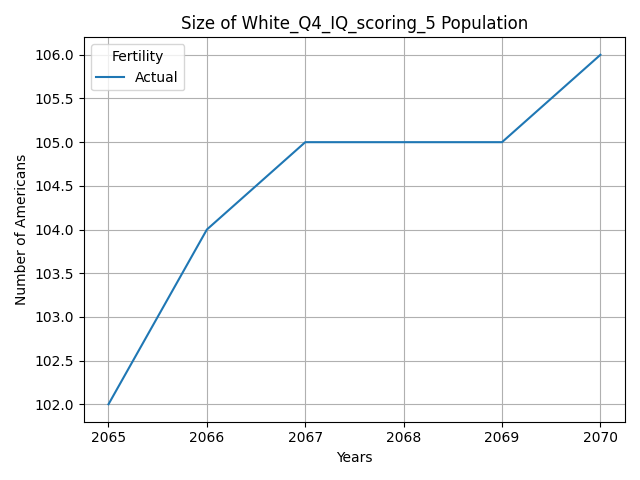 Size of White_Q4_IQ_scoring_5 Population
Fertility
Actual
Number of Americans
106.0
105.5
105.0
104.5
104.0
103.5
103.0
102.5
102.0
2065 2066 2067 2068 2069 2070
Years